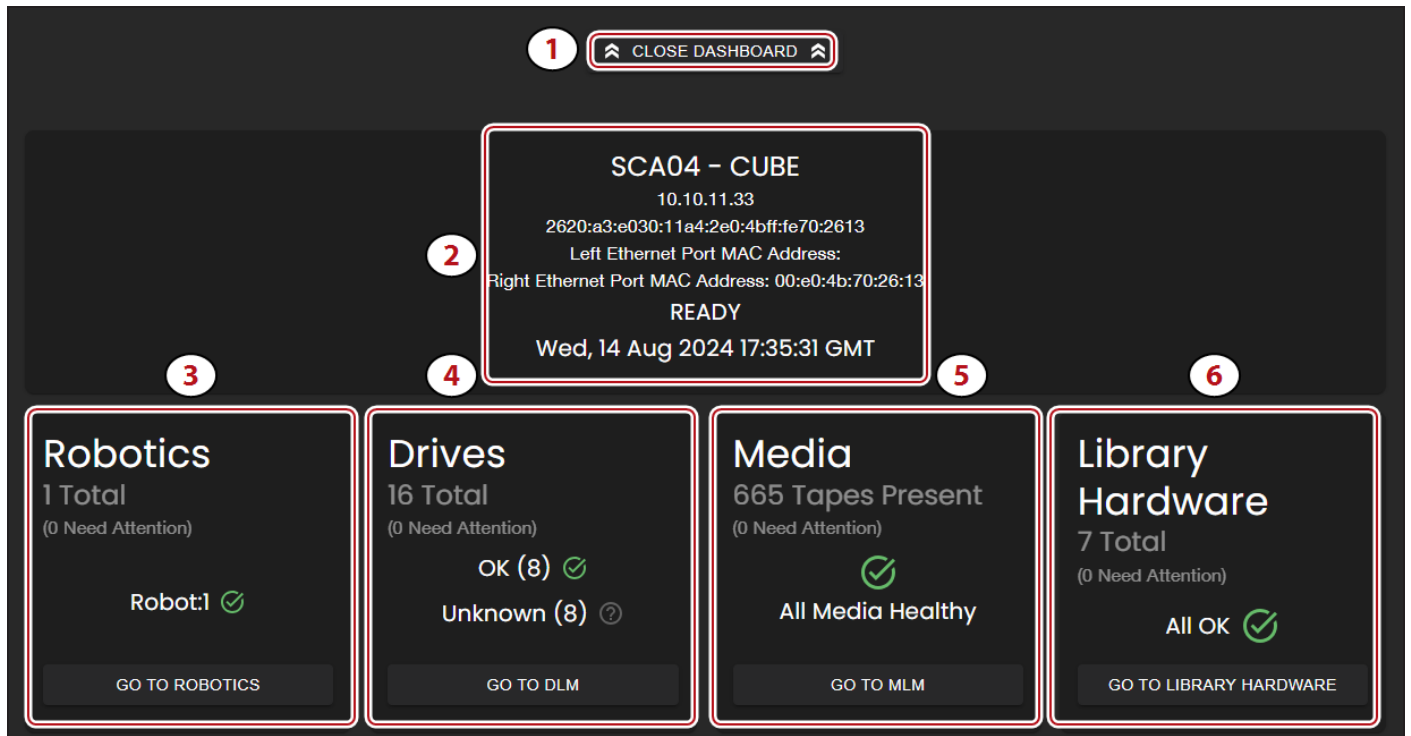 1
CLOSE DASHBOARD
2
SCA04 - CUBE
10.10.11.33
2620:a3:e030:11a4:2e0:4bff:fe70:2613
Left Ethernet Port MAC Address:
Right Ethernet Port MAC Address: 00:e0:4b:70:26:13
READY
Wed, 14 Aug 2024 17:35:31 GMT
3
Robotics
1 Total
(0 Need Attention)
Robot:1
GO TO ROBOTICS
4
Drives
16 Total
(0 Need Attention)
OK (8)
Unknown (8) ?
GO TO DLM
5
Media
665 Tapes Present
(0 Need Attention)
All Media Healthy
GO TO MLM
6
Library
Hardware
7 Total
(0 Need Attention)
All OK
GO TO LIBRARY HARDWARE